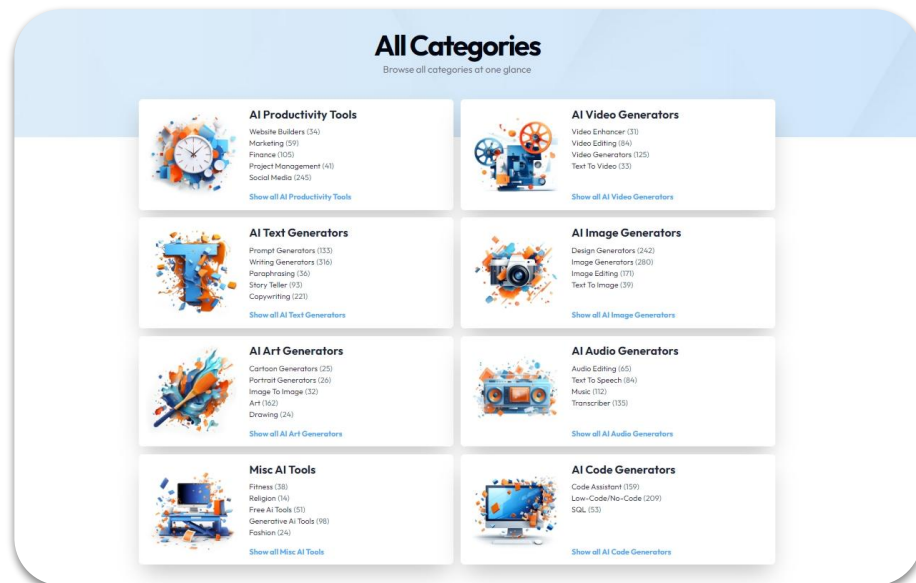 All Categories
Browse all categories at one glance
AI Productivity Tools
Website Builders (34)
Marketing (59)
Finance (105)
Project Management (41)
Social Media (245)
Show all AI Productivity Tools
AI Video Generators
Video Enhancer (31)
Video Editing (84)
Video Generators (125)
Text To Video (33)
Show all AI Video Generators
AI Text Generators
Prompt Generators (133)
Writing Generators (316)
Paraphrasing (36)
Story Teller (93)
Copywriting (221)
Show all AI Text Generators
AI Image Generators
Design Generators (242)
Image Generators (280)
Image Editing (171)
Text To Image (39)
Show all AI Image Generators
AI Art Generators
Cartoon Generators (25)
Portrait Generators (26)
Image To Image (32)
Art (162)
Drawing (24)
Show all AI Art Generators
AI Audio Generators
Audio Editing (65)
Text To Speech (84)
Music (112)
Transcriber (135)
Show all AI Audio Generators
Misc AI Tools
Fitness (38)
Religion (14)
Free Ai Tools (51)
Generative Ai Tools (98)
Fashion (24)
Show all Misc AI Tools
AI Code Generators
Code Assistant (159)
Low-Code/No-Code (209)
SQL (53)
Show all AI Code Generators